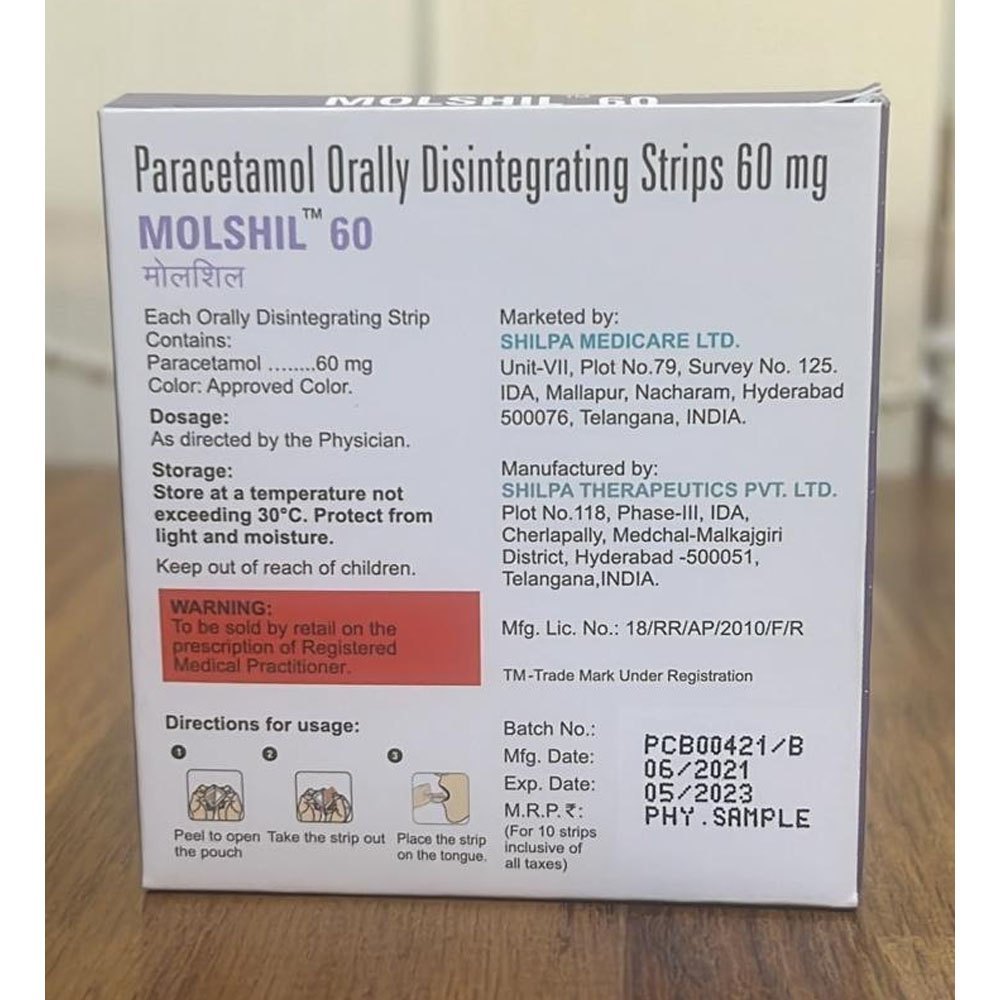 MOLSHIL™ 60
Paracetamol Orally Disintegrating Strips 60 mg
MOLSHIL™ 60
मोलशिल
Each Orally Disintegrating Strip
Contains:
Paracetamol ........60 mg
Color: Approved Color.
Dosage:
As directed by the Physician.
Storage:
Store at a temperature not
exceeding 30°C. Protect from
light and moisture.
Keep out of reach of children.
WARNING:
To be sold by retail on the
prescription of Registered
Medical Practitioner.
Directions for usage:
1
2
3
Peel to open
the pouch
Take the strip out
Place the strip
on the tongue.
Marketed by:
SHILPA MEDICARE LTD.
Unit-VII, Plot No.79, Survey No. 125.
IDA, Mallapur, Nacharam, Hyderabad
500076, Telangana, INDIA.
Manufactured by:
SHILPA THERAPEUTICS PVT. LTD.
Plot No.118, Phase-III, IDA,
Cherlapally, Medchal-Malkajgiri
District, Hyderabad -500051,
Telangana,INDIA.
Mfg. Lic. No.: 18/RR/AP/2010/F/R
TM-Trade Mark Under Registration
Batch No.: PCB00421/B
Mfg. Date: 06/2021
Exp. Date: 05/2023
M.R.P.₹: PHY.SAMPLE
(For 10 strips
inclusive of
all taxes)